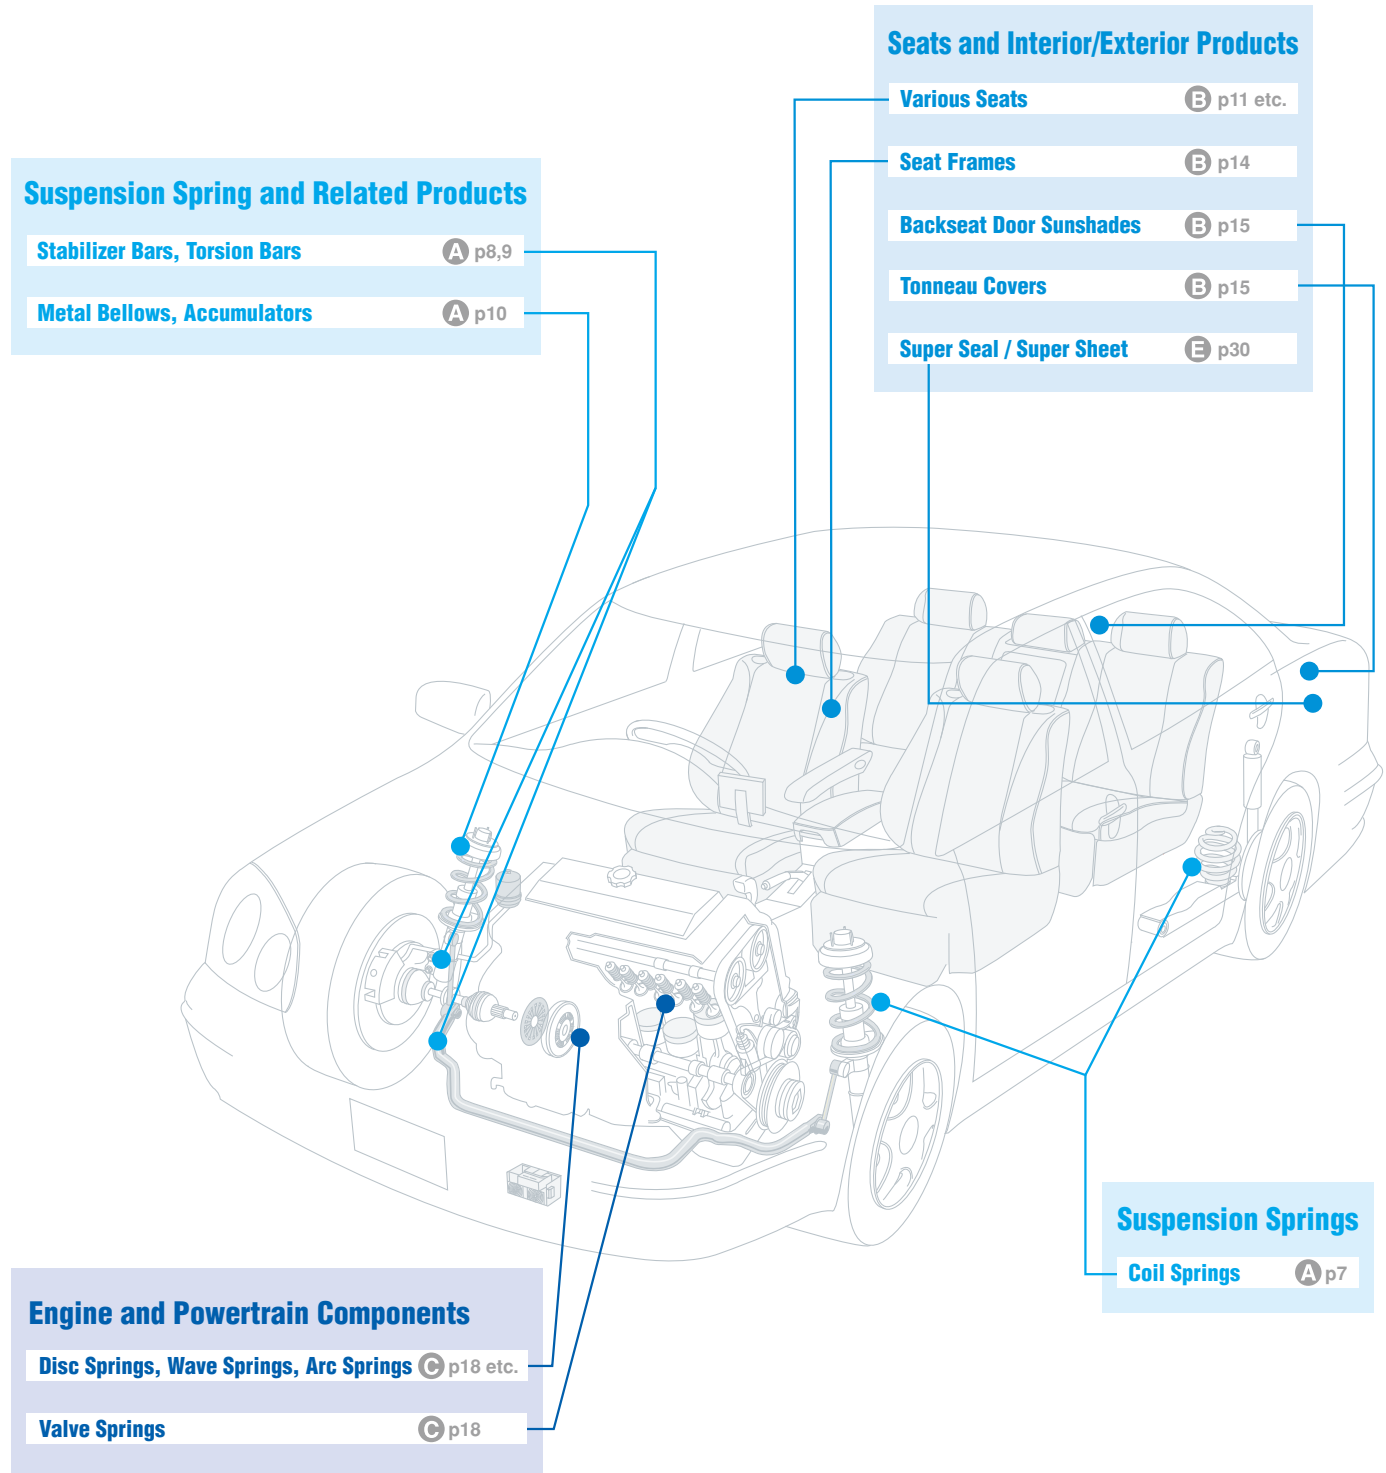 Seats and Interior/Exterior Products
Various Seats B p11 etc.
Seat Frames B p14
Backseat Door Sunshades B p15
Tonneau Covers B p15
Super Seal / Super Sheet E p30
Suspension Spring and Related Products
Stabilizer Bars, Torsion Bars A p8,9
Metal Bellows, Accumulators A p10
Suspension Springs
Coil Springs A p7
Engine and Powertrain Components
Disc Springs, Wave Springs, Arc Springs C p18 etc.
Valve Springs C p18